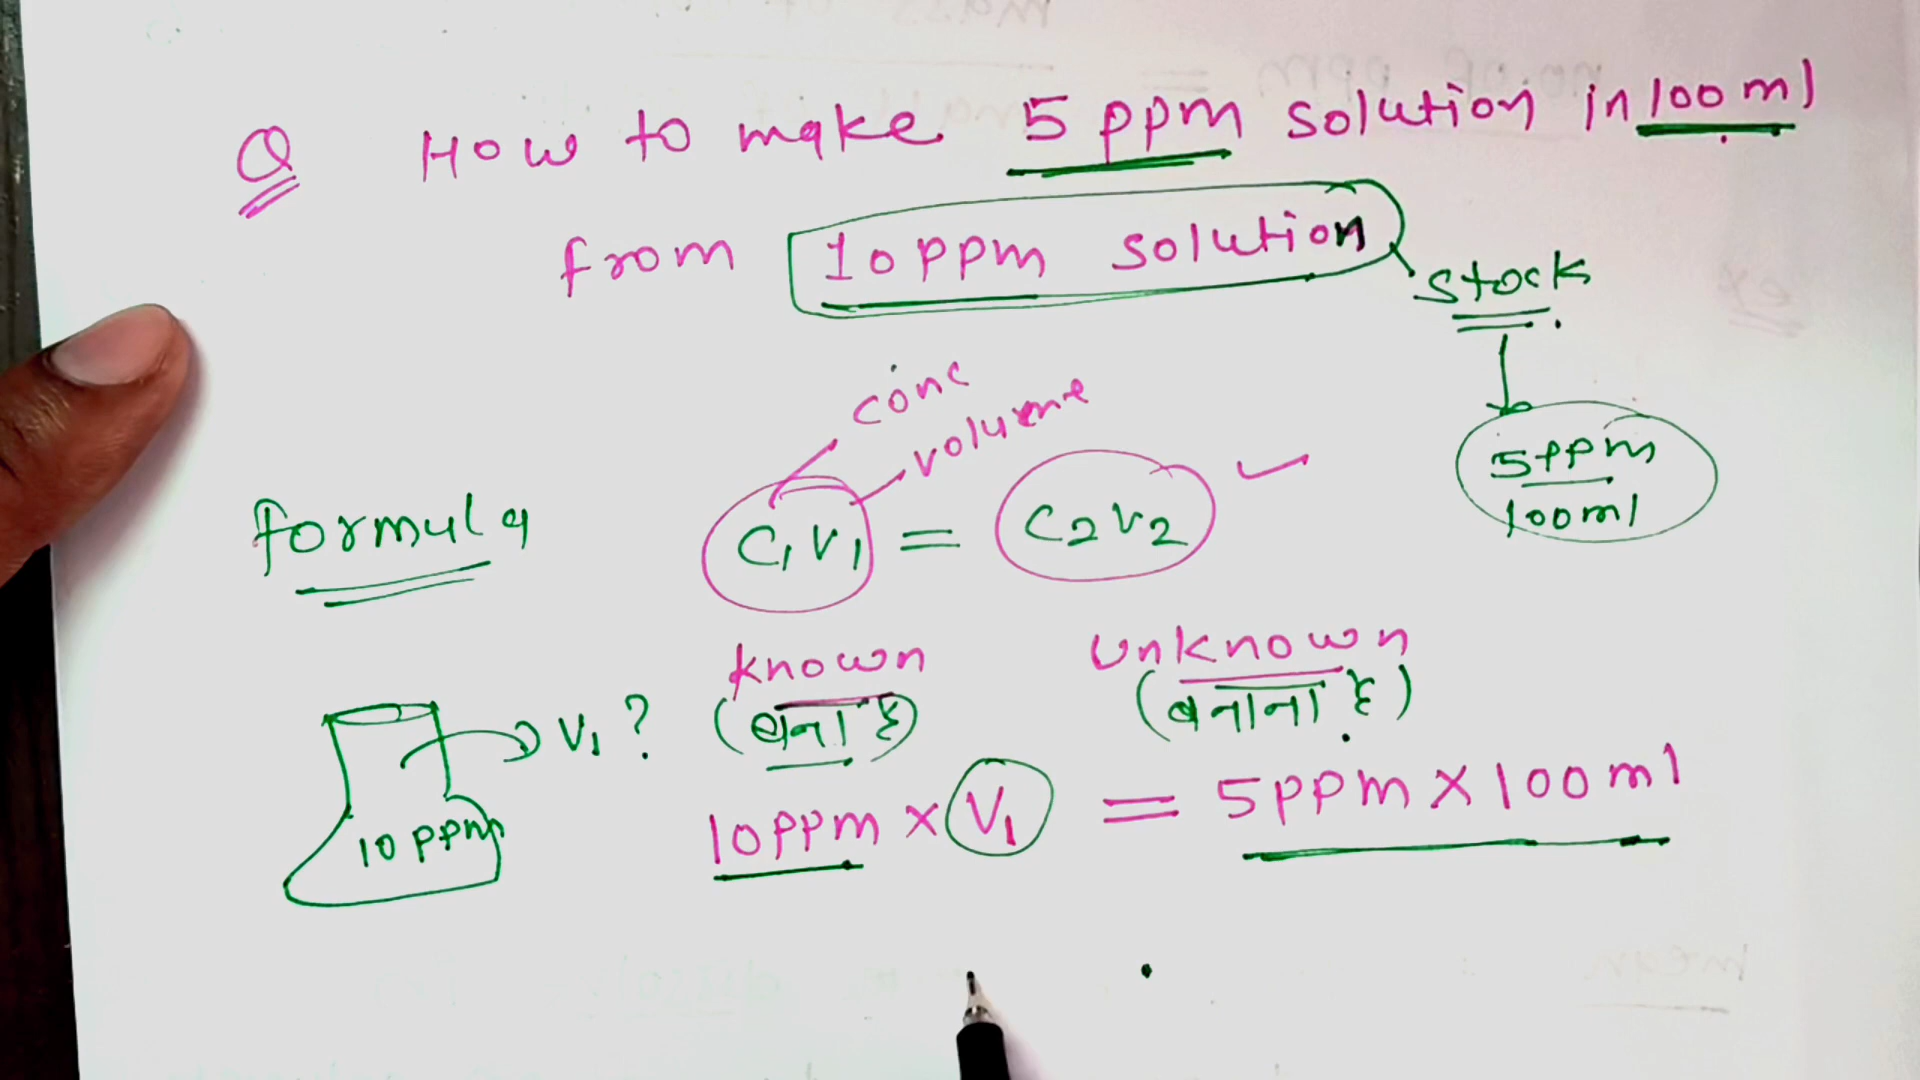 Q How to make 5 ppm solution in 100 ml
from 10 ppm solution
stock
conc
volume
5 ppm
100 ml
formula
C₁V₁ = C₂V₂
known
unknown
(बना है)
(बनाना है)
V₁ ?
10 ppm × V₁ = 5 ppm × 100 ml
10 ppm